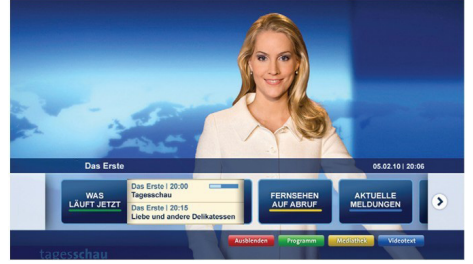 Das Erste
05.02.10 | 20:06
WAS
LÄUFT JETZT
Das Erste | 20:00
Tagesschau
Das Erste | 20:15
Liebe und andere Delikatessen
FERNSEHEN
AUF ABRUF
AKTUELLE
MELDUNGEN
Ausblenden
Programm
Mediathek
Videotext
tagesschau